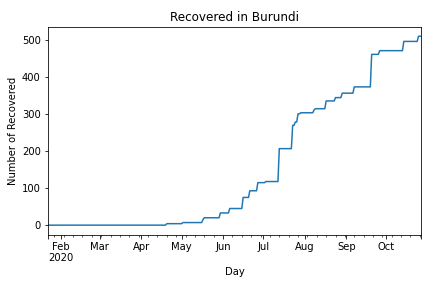 Recovered in Burundi
Number of Recovered
500
400
300
200
100
0
Feb Mar Apr May Jun Jul Aug Sep Oct
2020
Day